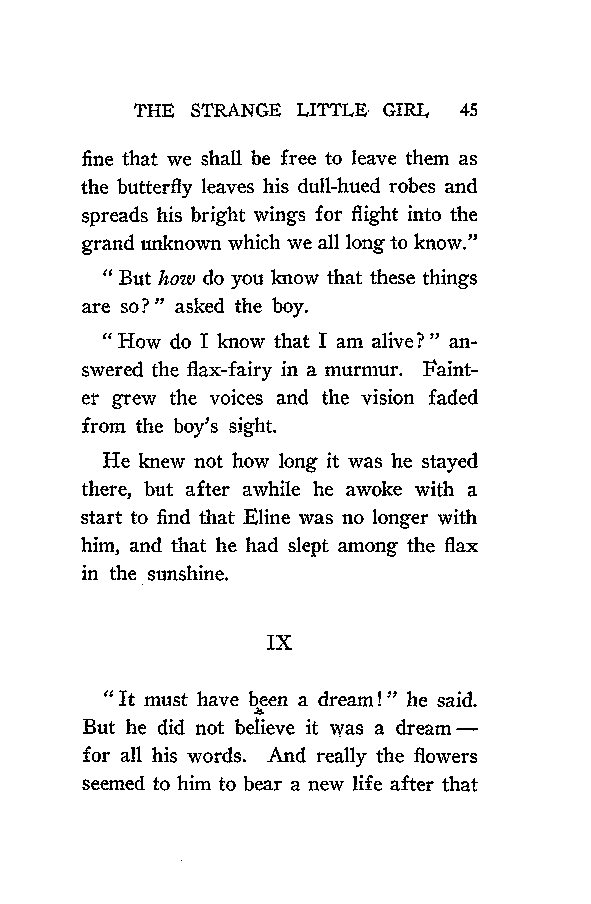 THE STRANGE LITTLE GIRL 45
fine that we shall be free to leave them as
the butterfly leaves his dull-hued robes and
spreads his bright wings for flight into the
grand unknown which we all long to know."
" But how do you know that these things
are so? " asked the boy.
" How do I know that I am alive? " an-
swered the flax-fairy in a murmur. Faint-
er grew the voices and the vision faded
from the boy's sight.
He knew not how long it was he stayed
there, but after awhile he awoke with a
start to find that Eline was no longer with
him, and that he had slept among the flax
in the sunshine.
IX
" It must have been a dream! " he said.
But he did not believe it was a dream —
for all his words. And really the flowers
seemed to him to bear a new life after that